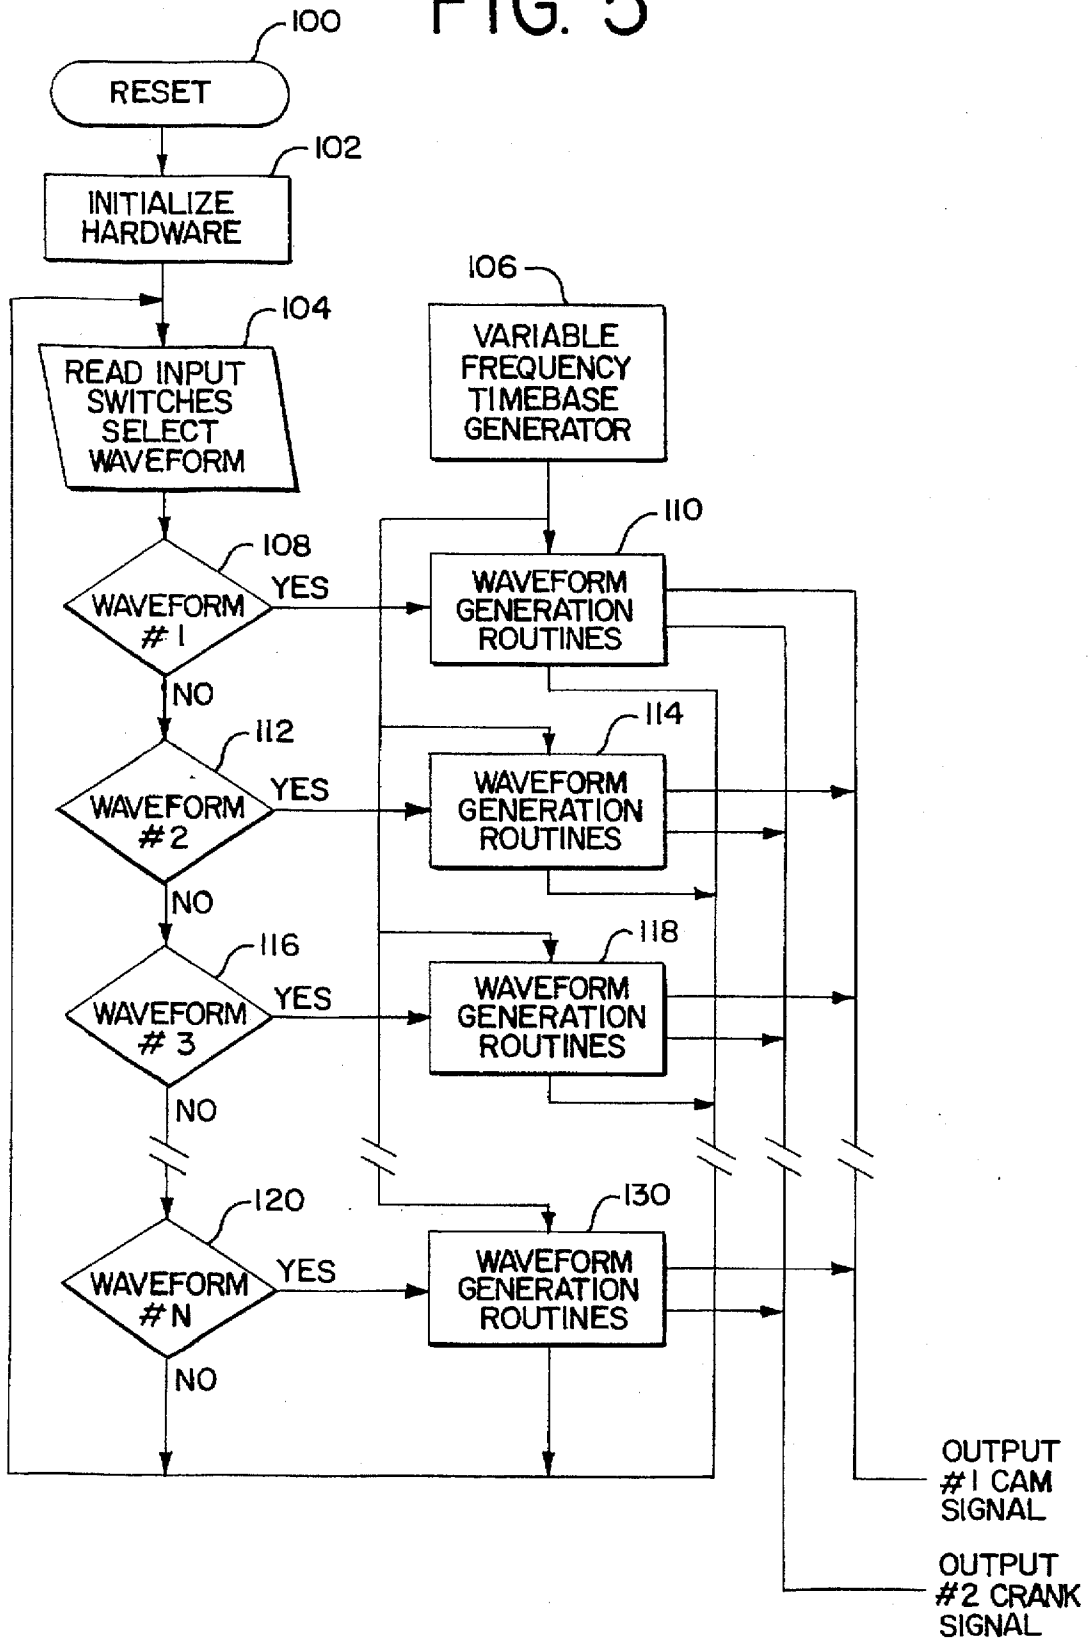 FIG. 5
100
RESET
102
INITIALIZE
HARDWARE
104
READ INPUT
SWITCHES
SELECT
WAVEFORM
106
VARIABLE
FREQUENCY
TIMEBASE
GENERATOR
108
WAVEFORM
#1
YES
NO
110
WAVEFORM
GENERATION
ROUTINES
112
WAVEFORM
#2
YES
NO
114
WAVEFORM
GENERATION
ROUTINES
116
WAVEFORM
# 3
YES
NO
118
WAVEFORM
GENERATION
ROUTINES
120
WAVEFORM
#N
YES
NO
130
WAVEFORM
GENERATION
ROUTINES
OUTPUT
#1 CAM
SIGNAL
OUTPUT
#2 CRANK
SIGNAL